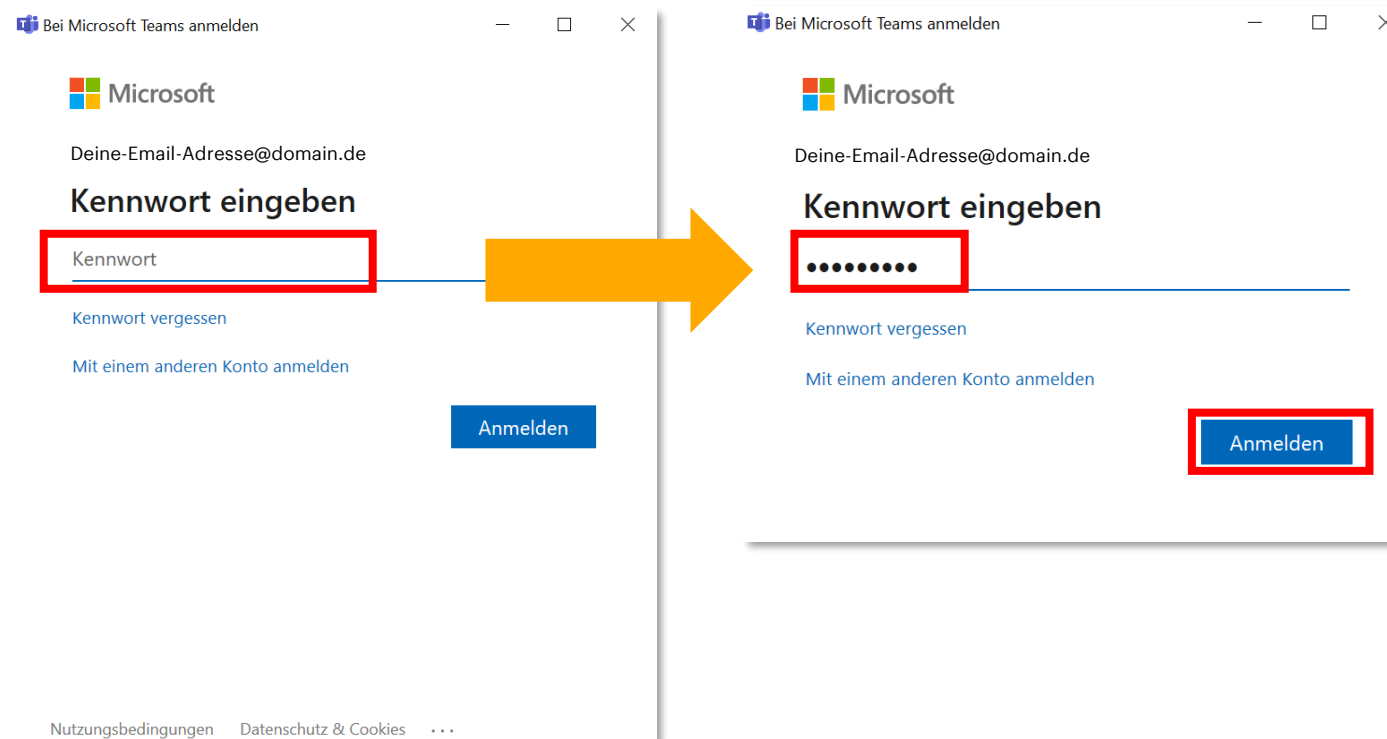 Bei Microsoft Teams anmelden
Microsoft
Deine-Email-Adresse@domain.de
Kennwort eingeben
Kennwort
Kennwort vergessen
Mit einem anderen Konto anmelden
Anmelden
Nutzungsbedingungen Datenschutz & Cookies ...
Bei Microsoft Teams anmelden
Microsoft
Deine-Email-Adresse@domain.de
Kennwort eingeben
•••••••••
Kennwort vergessen
Mit einem anderen Konto anmelden
Anmelden